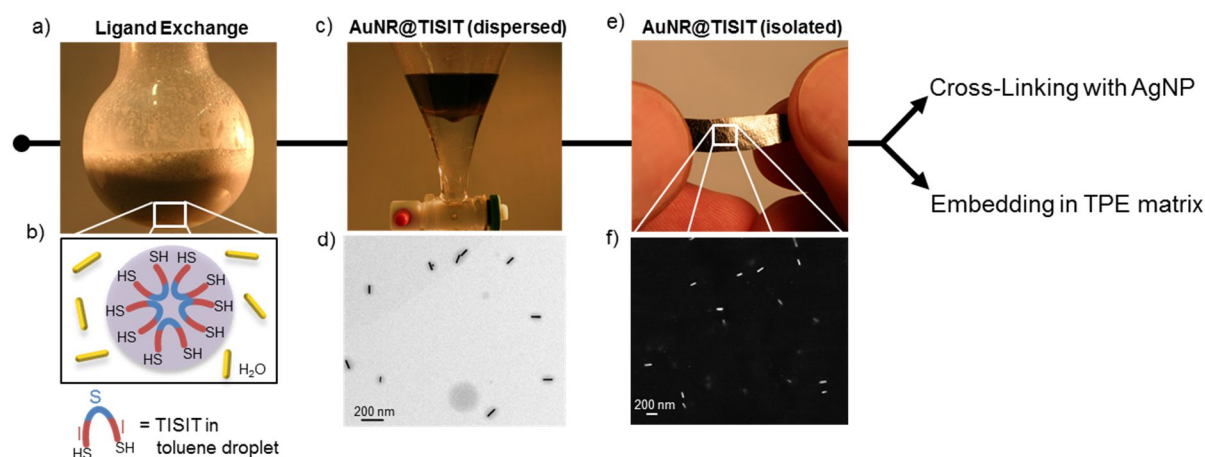 a)
Ligand Exchange
c)
AuNR@TISIT (dispersed)
e)
AuNR@TISIT (isolated)
Cross-Linking with AgNP
Embedding in TPE matrix
b)
SH
HS
HS
SH
HS
SH
HS
SH
HS
SH
H₂O
S
I
I
HS
SH
= TISIT in
toluene droplet
d)
200 nm
f)
200 nm